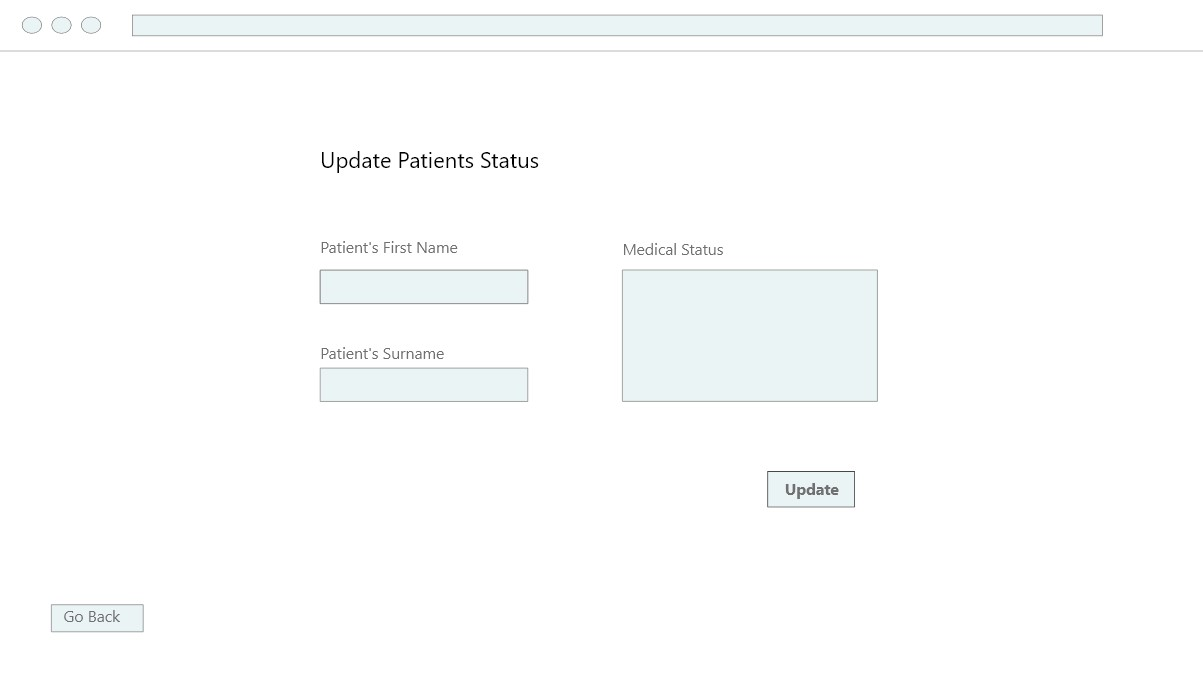 Update Patients Status
Patient's First Name
Medical Status
Patient's Surname
Update
Go Back